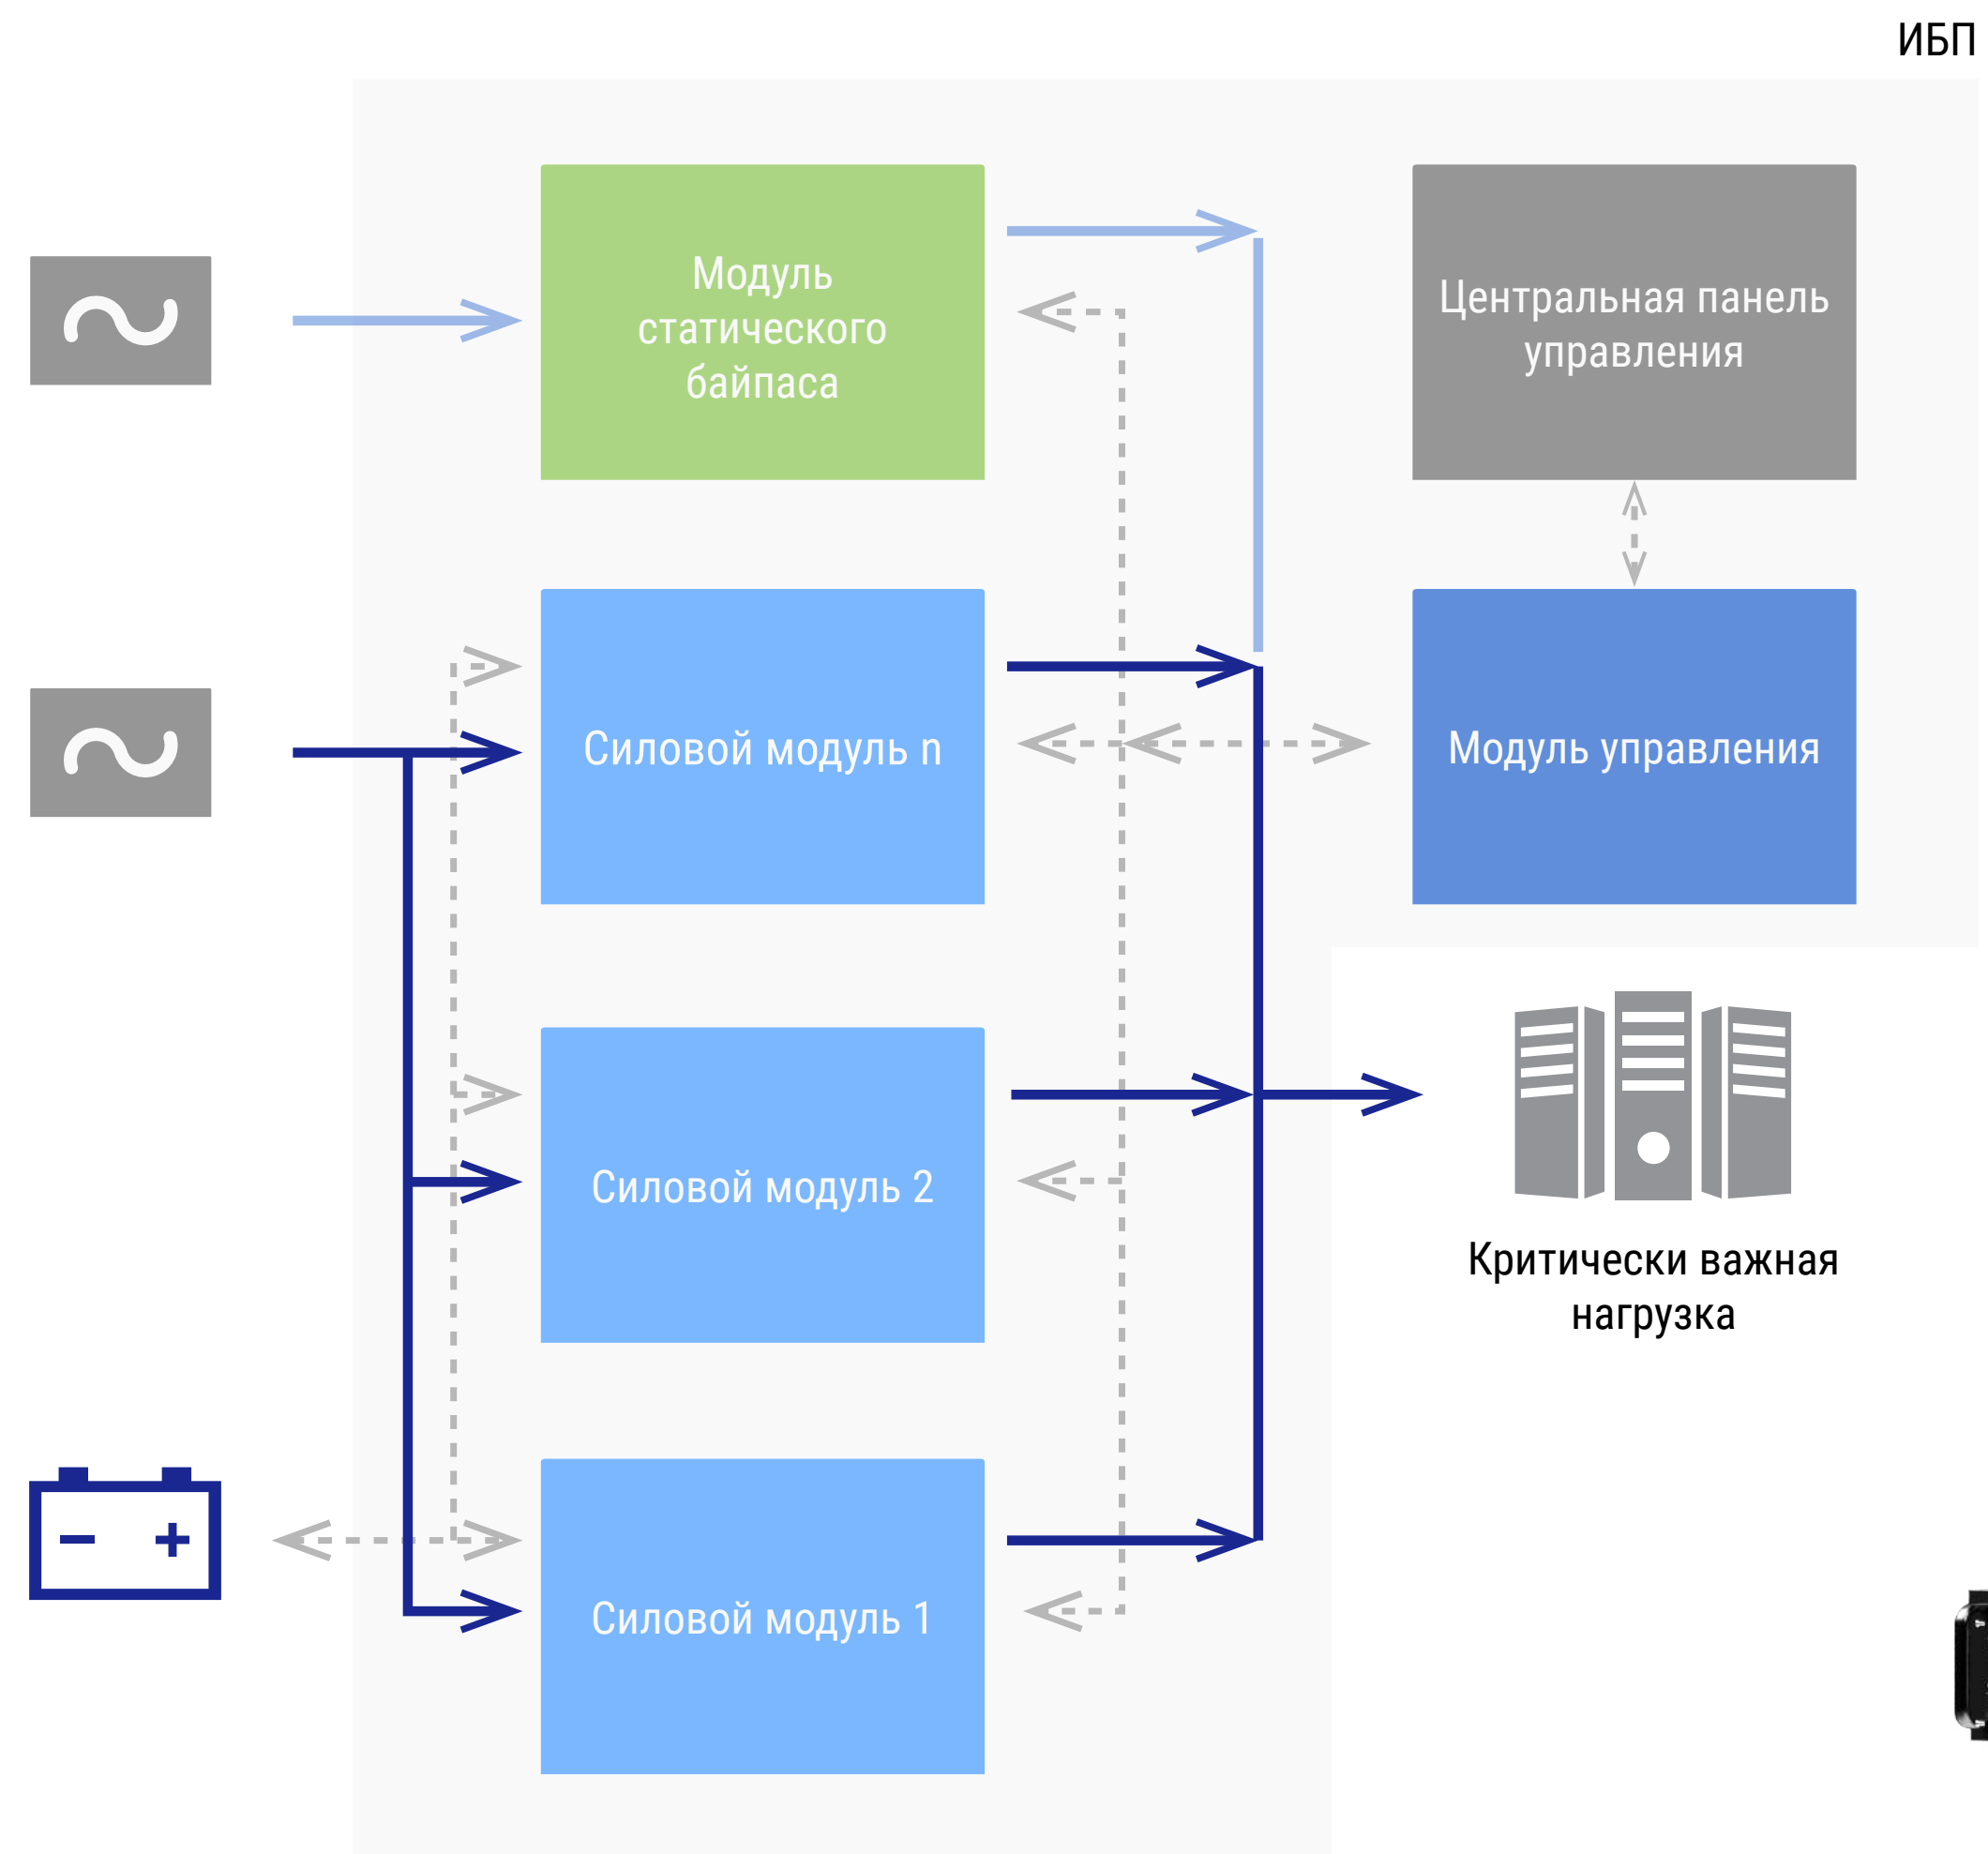 ИБП
Модуль
статического
байпаса
Центральная панель
управления
Силовой модуль n
Модуль управления
Силовой модуль 2
Критически важная
нагрузка
Силовой модуль 1